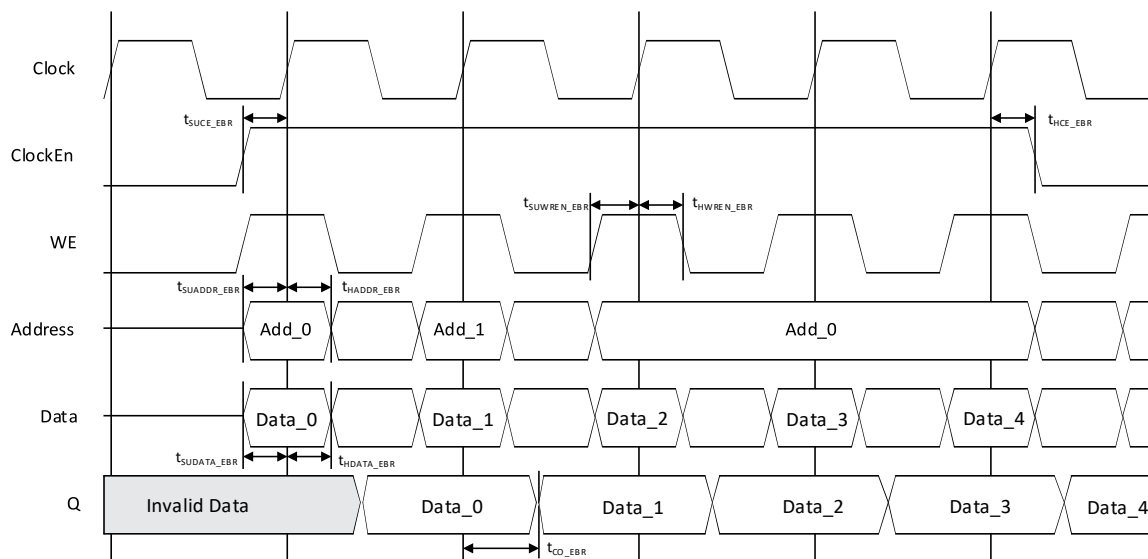 Clock
tSUCE_EBR
tHCE_EBR
ClockEn
tSUWREN_EBR
tHWREN_EBR
WE
tSUADDR_EBR
tHADDR_EBR
Address
Add_0
Add_1
Add_0
Data
Data_0
Data_1
Data_2
Data_3
Data_4
tSUDATA_EBR
tHDATA_EBR
Q
Invalid Data
Data_0
Data_1
Data_2
Data_3
Data_4
tCO_EBR